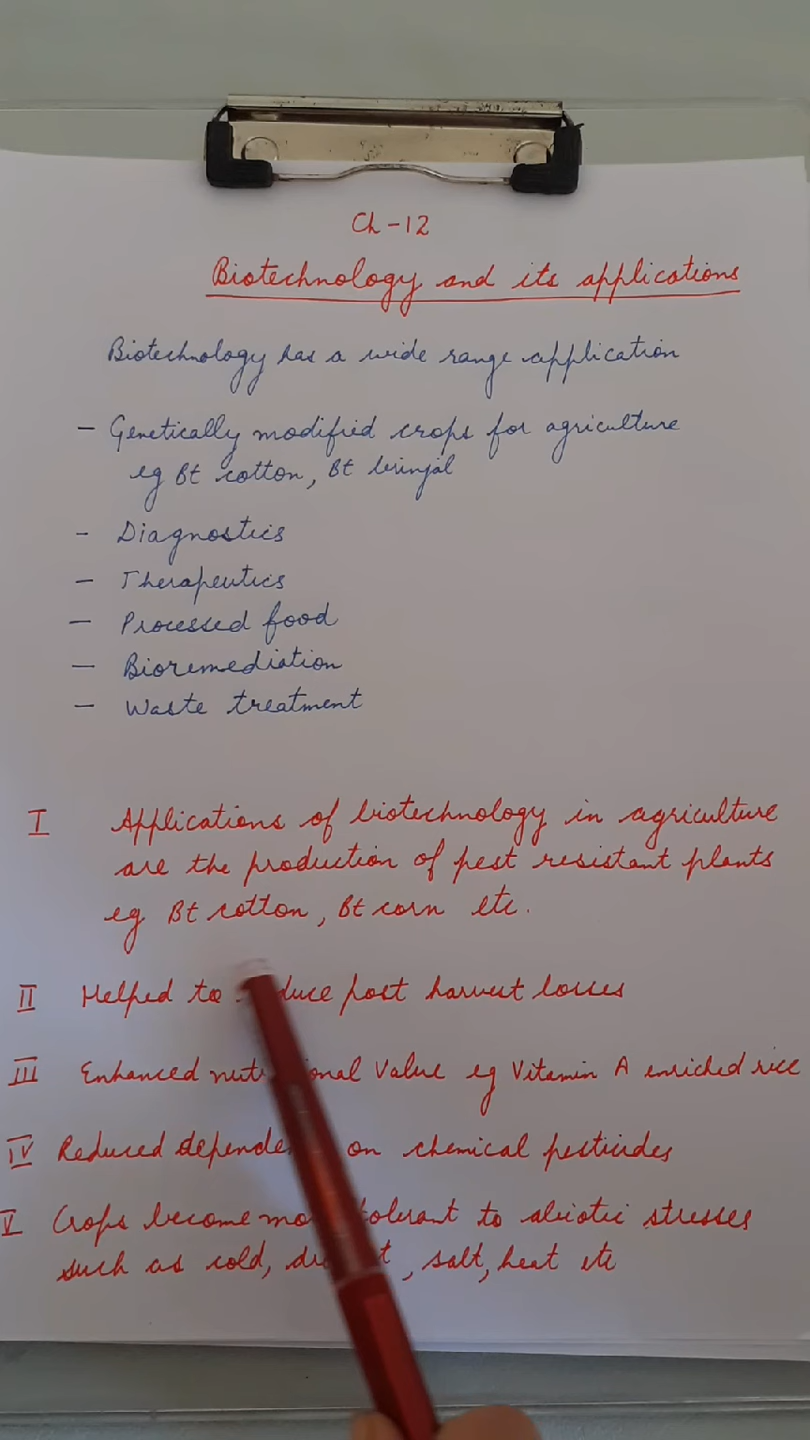 Ch-12
Biotechnology and its applications
Biotechnology has a wide range application
- Genetically modified crops for agriculture
eg Bt cotton, Bt brinjal
- Diagnostics
- Therapeutics
- Processed food
- Bioremediation
- Waste treatment
I Applications of biotechnology in agriculture
are the production of pest resistant plants
eg Bt cotton, Bt corn etc.
II Helped to post harvest losses
III Enhanced Value eg Vitamin A enriched rice
IV Reduced on chemical pesticides
V Crops become tolerant to abiotic stresses
such as cold, , salt, heat etc